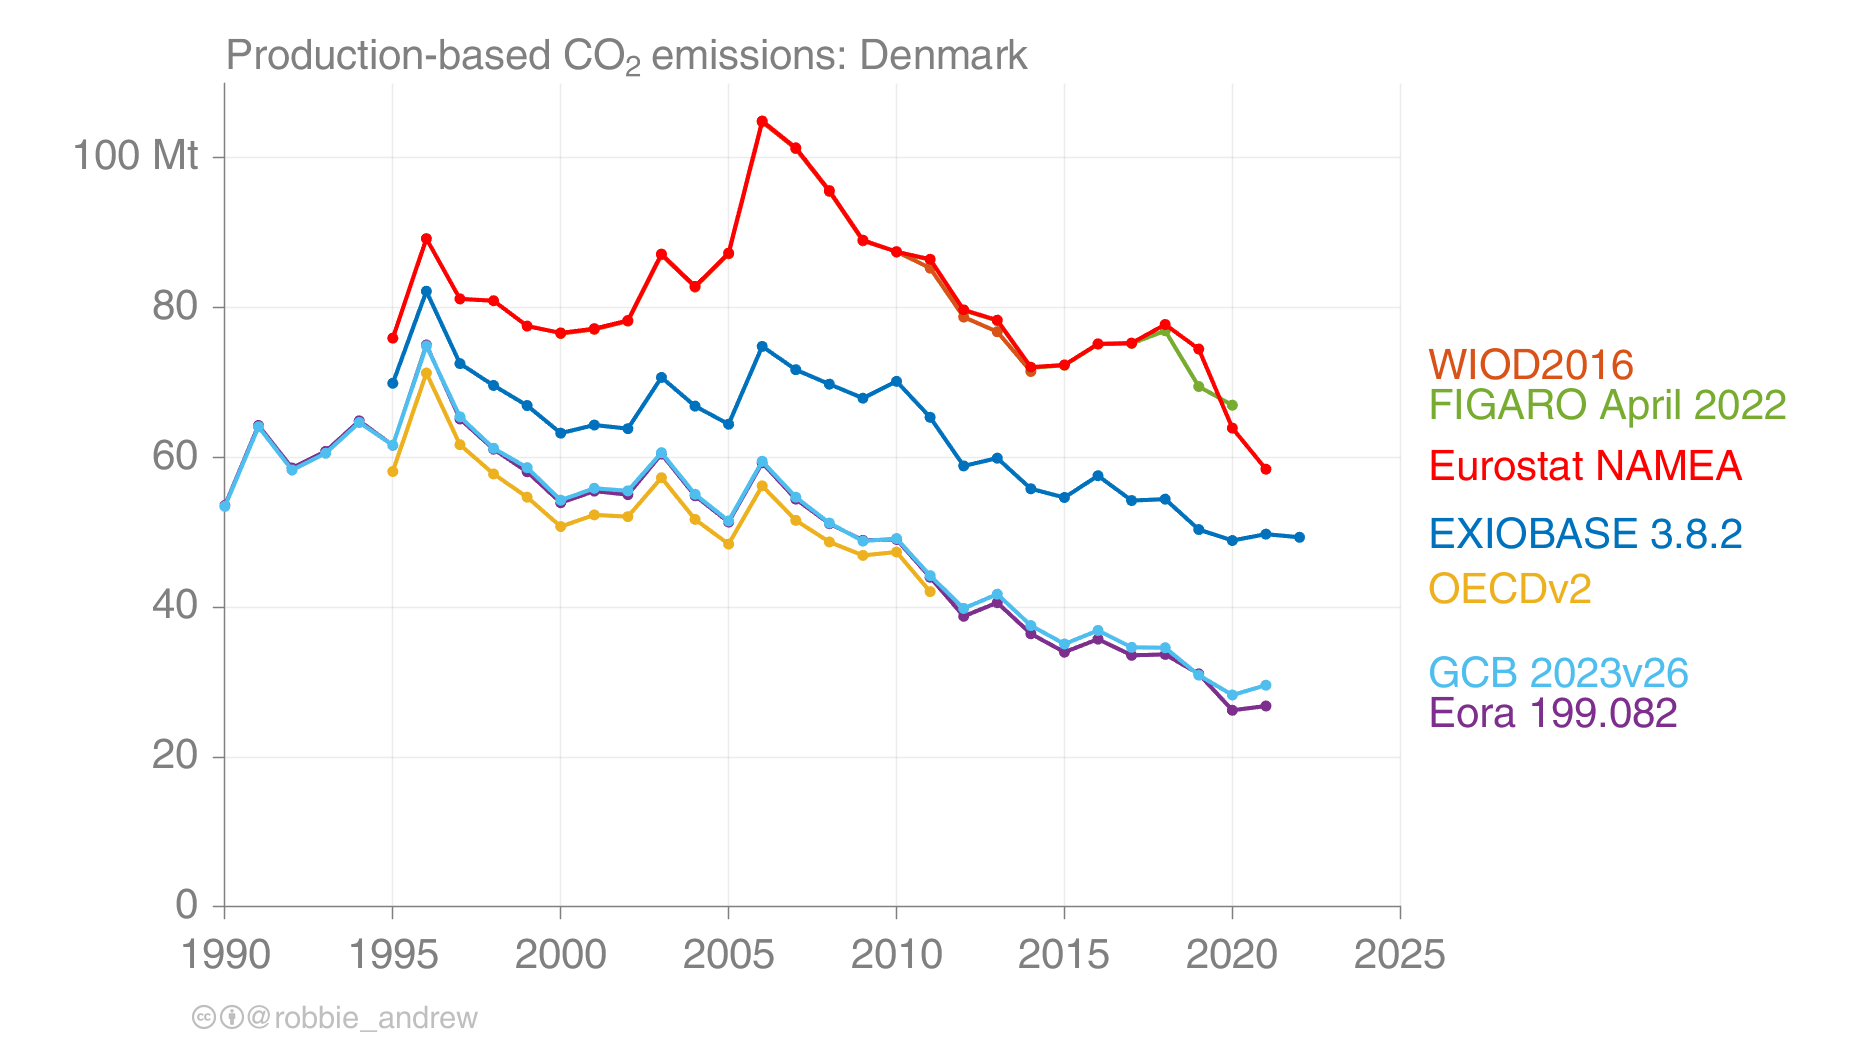 Production-based CO₂ emissions: Denmark
100 Mt
80
60
40
20
0
1990 1995 2000 2005 2010 2015 2020 2025
WIOD2016
FIGARO April 2022
Eurostat NAMEA
EXIOBASE 3.8.2
OECDv2
GCB 2023v26
Eora 199.082
@robbie_andrew